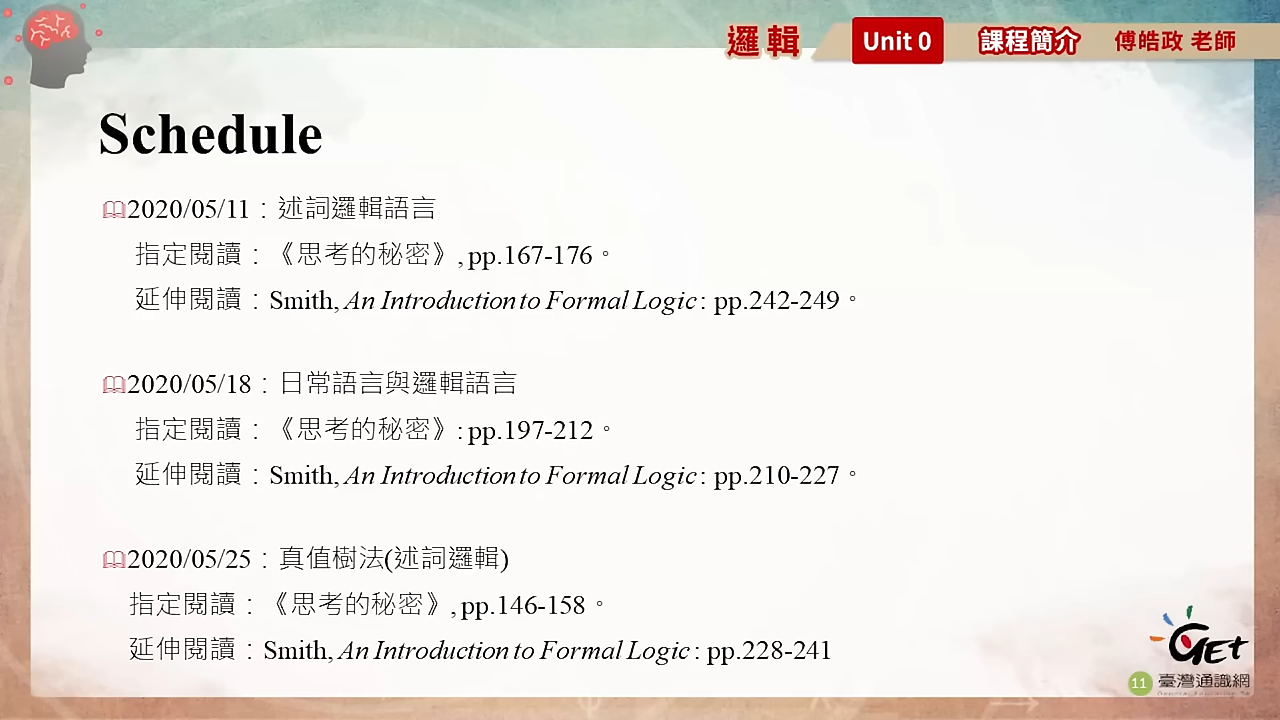 邏輯 Unit 0 課程簡介 傅皓政 老師
Schedule
2020/05/11：述詞邏輯語言
指定閱讀：《思考的秘密》, pp.167-176。
延伸閱讀：Smith, An Introduction to Formal Logic: pp.242-249。
2020/05/18：日常語言與邏輯語言
指定閱讀：《思考的秘密》: pp.197-212。
延伸閱讀：Smith, An Introduction to Formal Logic: pp.210-227。
2020/05/25：真值樹法(述詞邏輯)
指定閱讀：《思考的秘密》, pp.146-158。
延伸閱讀：Smith, An Introduction to Formal Logic: pp.228-241
GET
11 臺灣通識網